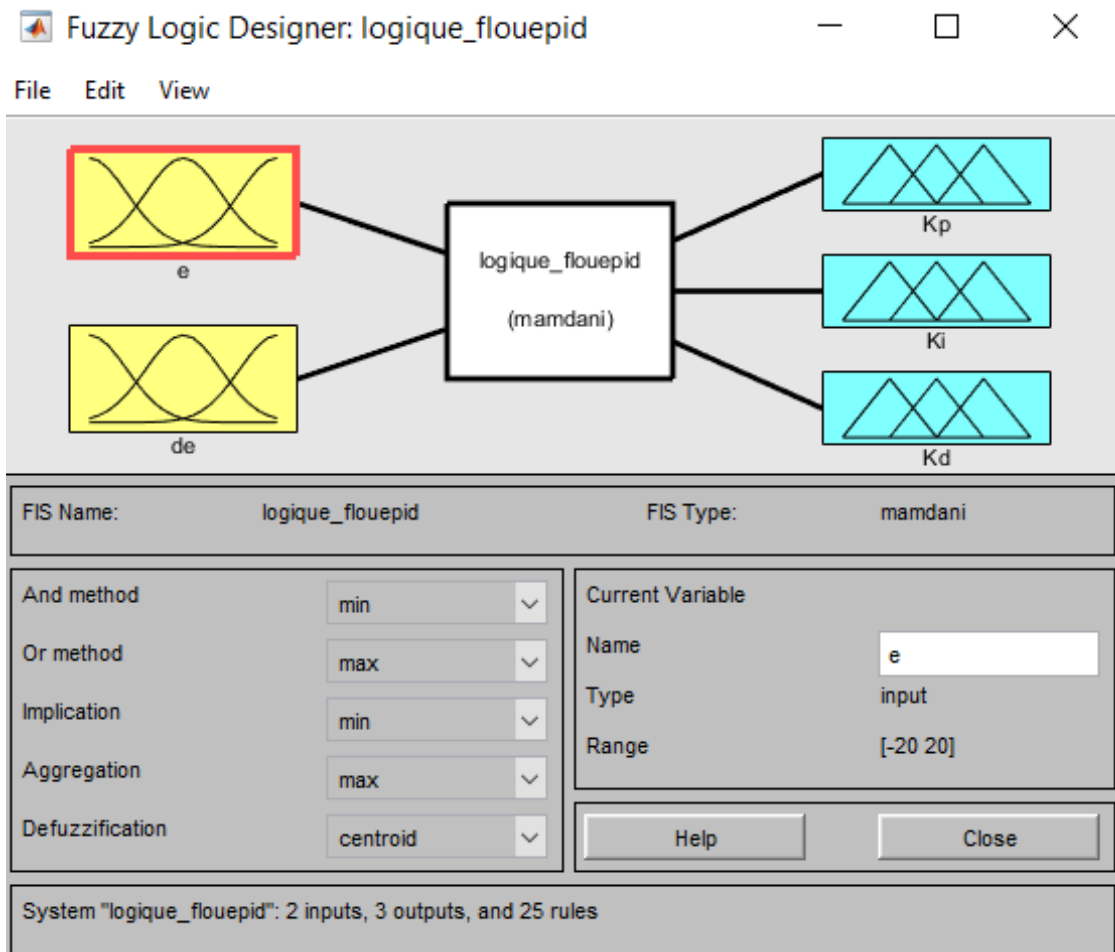 Fuzzy Logic Designer: logique_flouepid
File Edit View
e
de
logique_flouepid
(mamdani)
Kp
Ki
Kd
FIS Name: logique_flouepid FIS Type: mamdani
And method min
Or method max
Implication min
Aggregation max
Defuzzification centroid
Current Variable
Name e
Type input
Range [-20 20]
Help Close
System "logique_flouepid": 2 inputs, 3 outputs, and 25 rules